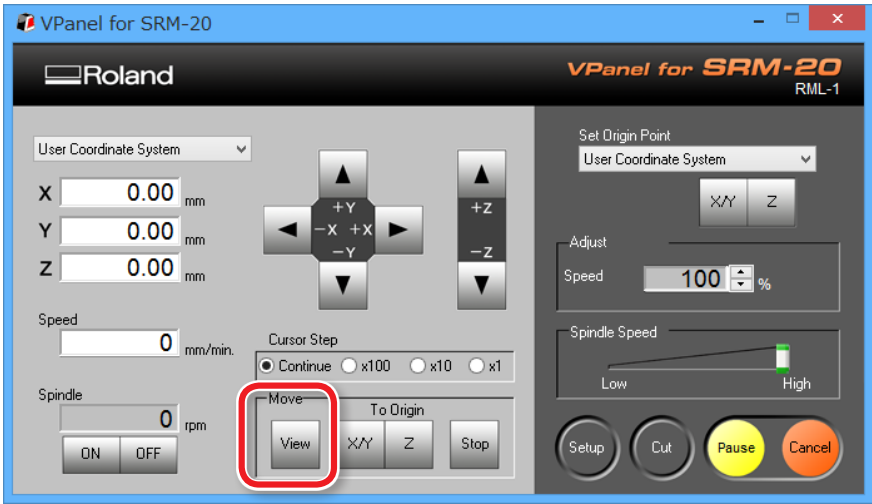 VPanel for SRM-20
Roland
VPanel for SRM-20
RML-1
User Coordinate System
X 0.00 mm
Y 0.00 mm
Z 0.00 mm
Speed
0 mm/min.
Spindle
0 rpm
ON OFF
+Y
-X +X
-Y
+Z
-Z
Cursor Step
Continue x100 x10 x1
Move
To Origin
View X/Y Z Stop
Set Origin Point
User Coordinate System
X/Y Z
Adjust
Speed 100 %
Spindle Speed
Low High
Setup Cut Pause Cancel